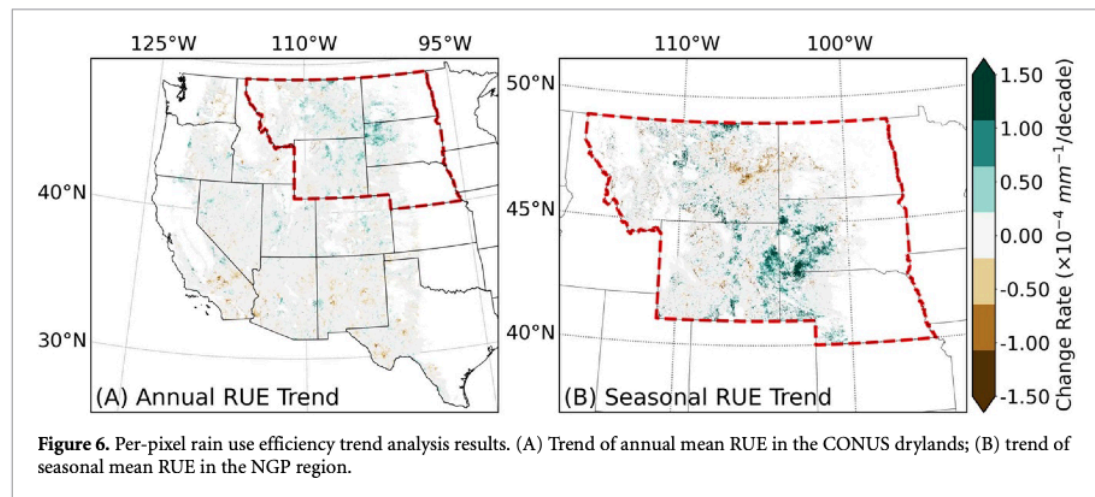 125°W 110°W 95°W
110°W 100°W
40°N
30°N
50°N
45°N
40°N
1.50
1.00
0.50
0.00
-0.50
-1.00
-1.50
Change Rate (×10⁻⁴ mm⁻¹/decade)
(A) Annual RUE Trend
(B) Seasonal RUE Trend
Figure 6. Per-pixel rain use efficiency trend analysis results. (A) Trend of annual mean RUE in the CONUS drylands; (B) trend of
seasonal mean RUE in the NGP region.